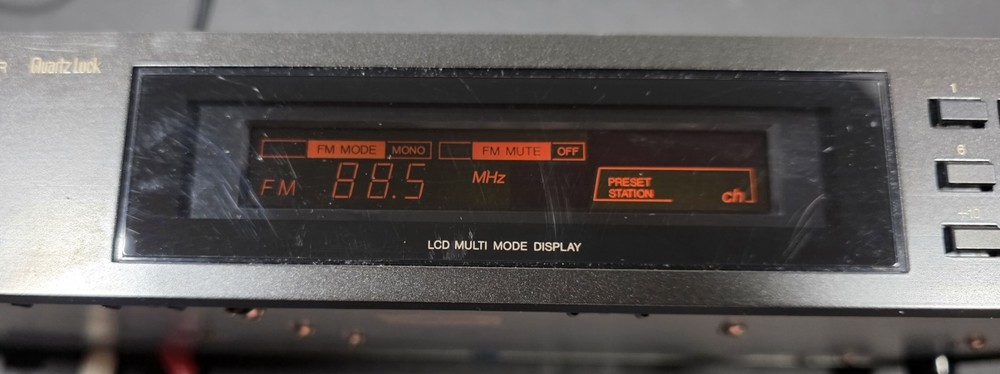 R Quartz Lock
FM MODE MONO FM MUTE OFF
FM 88.5 MHz
PRESET
STATION ch
LCD MULTI MODE DISPLAY
1
6